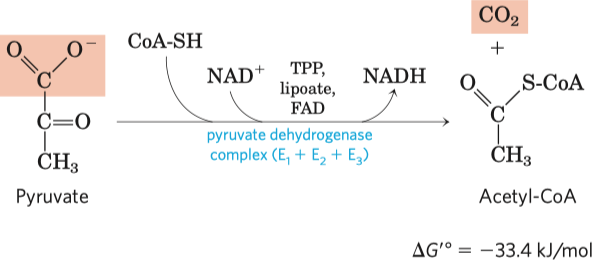 CO₂
+
O
O⁻
C
C=O
CH₃
Pyruvate
CoA-SH
NAD⁺
TPP,
lipoate,
FAD
NADH
pyruvate dehydrogenase
complex (E₁ + E₂ + E₃)
O
S-CoA
C
CH₃
Acetyl-CoA
ΔG′° = −33.4 kJ/mol